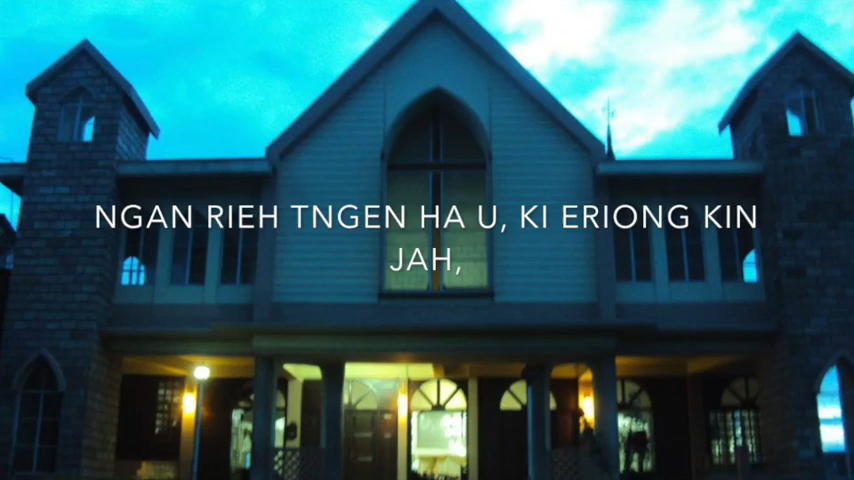 NGAN RIEH TNGEN HA U, KI ERIONG KIN
JAH,